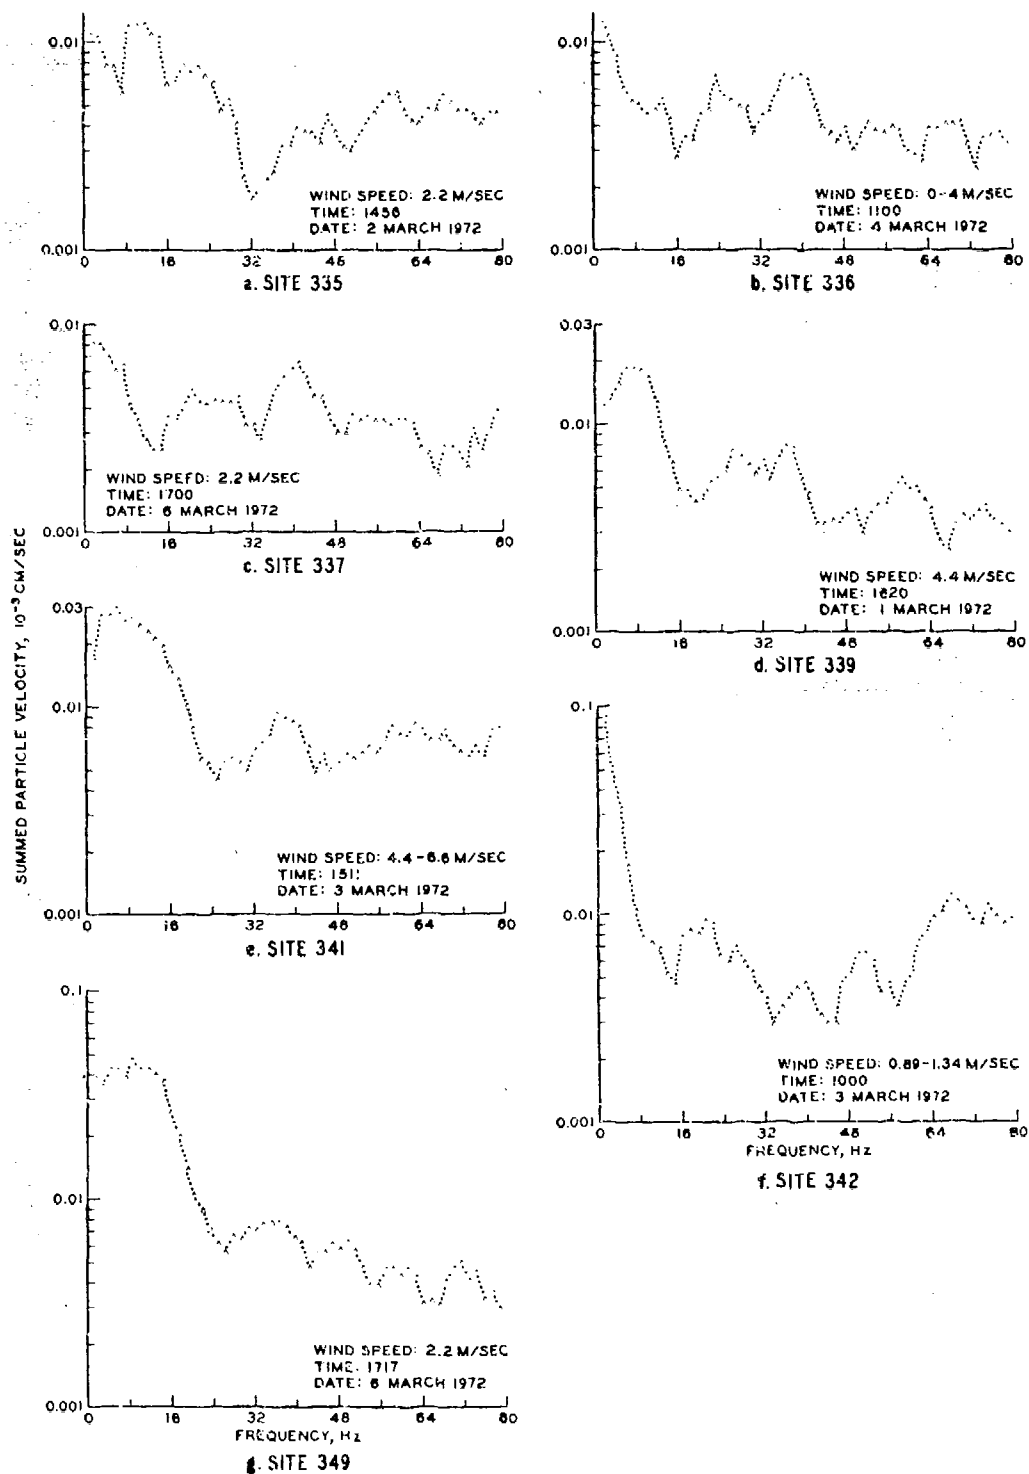 SUMMED PARTICLE VELOCITY, 10⁻³ CM/SEC
0.01
0.001
0 16 32 48 64 80
WIND SPEED: 2.2 M/SEC
TIME: 1456
DATE: 2 MARCH 1972
a. SITE 335
0.01
0.001
0 16 32 48 64 80
WIND SPEED: 0-4 M/SEC
TIME: 1100
DATE: 4 MARCH 1972
b. SITE 336
0.01
0.001
0 16 32 48 64 80
WIND SPEED: 2.2 M/SEC
TIME: 1700
DATE: 6 MARCH 1972
c. SITE 337
0.03
0.01
0.001
0 16 32 48 64 80
WIND SPEED: 4.4 M/SEC
TIME: 1620
DATE: 1 MARCH 1972
d. SITE 339
0.03
0.01
0.001
0 16 32 48 64 80
WIND SPEED: 4.4-6.6 M/SEC
TIME: 1511
DATE: 3 MARCH 1972
e. SITE 341
0.1
0.01
0.001
0 16 32 48 64 80
FREQUENCY, Hz
WIND SPEED: 0.89-1.34 M/SEC
TIME: 1000
DATE: 3 MARCH 1972
f. SITE 342
0.1
0.01
0.001
0 16 32 48 64 80
FREQUENCY, Hz
WIND SPEED: 2.2 M/SEC
TIME: 1717
DATE: 6 MARCH 1972
g. SITE 349